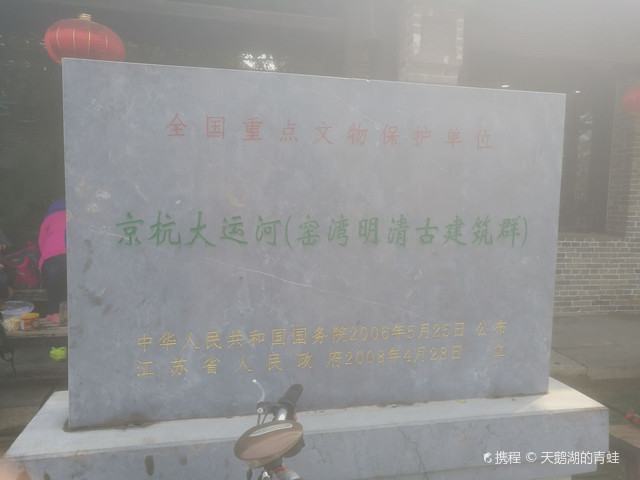 全国重点文物保护单位
京杭大运河(窑湾明清古建筑群)
中华人民共和国国务院2006年5月25日 公布
江苏省人民政府2008年4月28日 立
携程 © 天鹅湖的青蛙